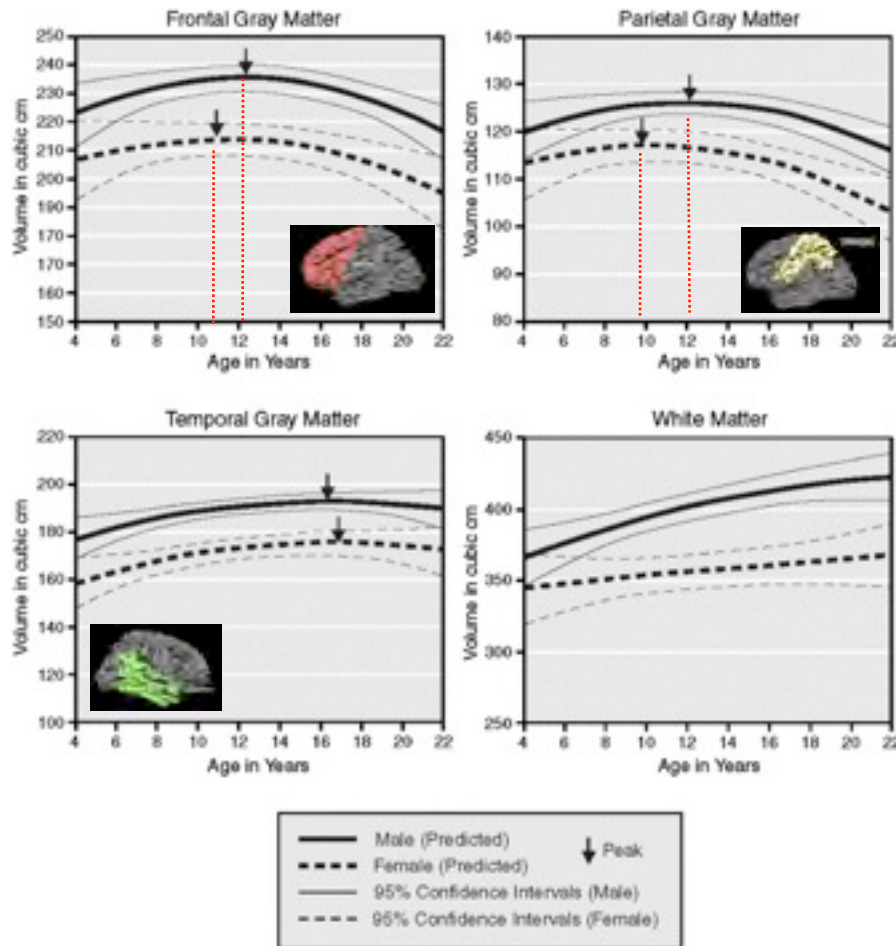 Frontal Gray Matter
Volume in cubic cm
250
240
230
220
210
200
190
180
170
160
150
4 6 8 10 12 14 16 18 20 22
Age in Years
Parietal Gray Matter
Volume in cubic cm
140
130
120
110
100
90
80
4 6 8 10 12 14 16 18 20 22
Age in Years
Temporal Gray Matter
Volume in cubic cm
220
200
180
160
140
120
100
4 6 8 10 12 14 16 18 20 22
Age in Years
White Matter
Volume in cubic cm
450
400
350
300
250
4 6 8 10 12 14 16 18 20 22
Age in Years
Male (Predicted)
Female (Predicted)
95% Confidence Intervals (Male)
95% Confidence Intervals (Female)
Peak